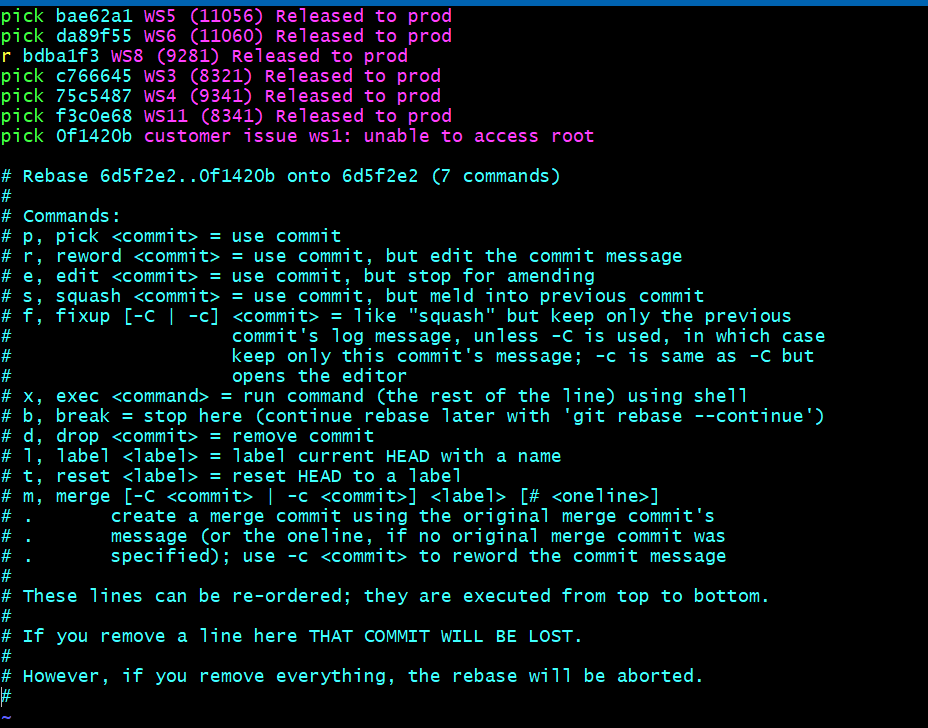 pick bae62a1 WS5 (11056) Released to prod
pick da89f55 WS6 (11060) Released to prod
r bdba1f3 WS8 (9281) Released to prod
pick c766645 WS3 (8321) Released to prod
pick 75c5487 WS4 (9341) Released to prod
pick f3c0e68 WS11 (8341) Released to prod
pick 0f1420b customer issue ws1: unable to access root

# Rebase 6d5f2e2..0f1420b onto 6d5f2e2 (7 commands)
#
# Commands:
# p, pick <commit> = use commit
# r, reword <commit> = use commit, but edit the commit message
# e, edit <commit> = use commit, but stop for amending
# s, squash <commit> = use commit, but meld into previous commit
# f, fixup [-C | -c] <commit> = like "squash" but keep only the previous
#                    commit's log message, unless -C is used, in which case
#                    keep only this commit's message; -c is same as -C but
#                    opens the editor
# x, exec <command> = run command (the rest of the line) using shell
# b, break = stop here (continue rebase later with 'git rebase --continue')
# d, drop <commit> = remove commit
# l, label <label> = label current HEAD with a name
# t, reset <label> = reset HEAD to a label
# m, merge [-C <commit> | -c <commit>] <label> [# <oneline>]
# .       create a merge commit using the original merge commit's
# .       message (or the oneline, if no original merge commit was
# .       specified); use -c <commit> to reword the commit message
#
# These lines can be re-ordered; they are executed from top to bottom.
#
# If you remove a line here THAT COMMIT WILL BE LOST.
#
# However, if you remove everything, the rebase will be aborted.
#
~